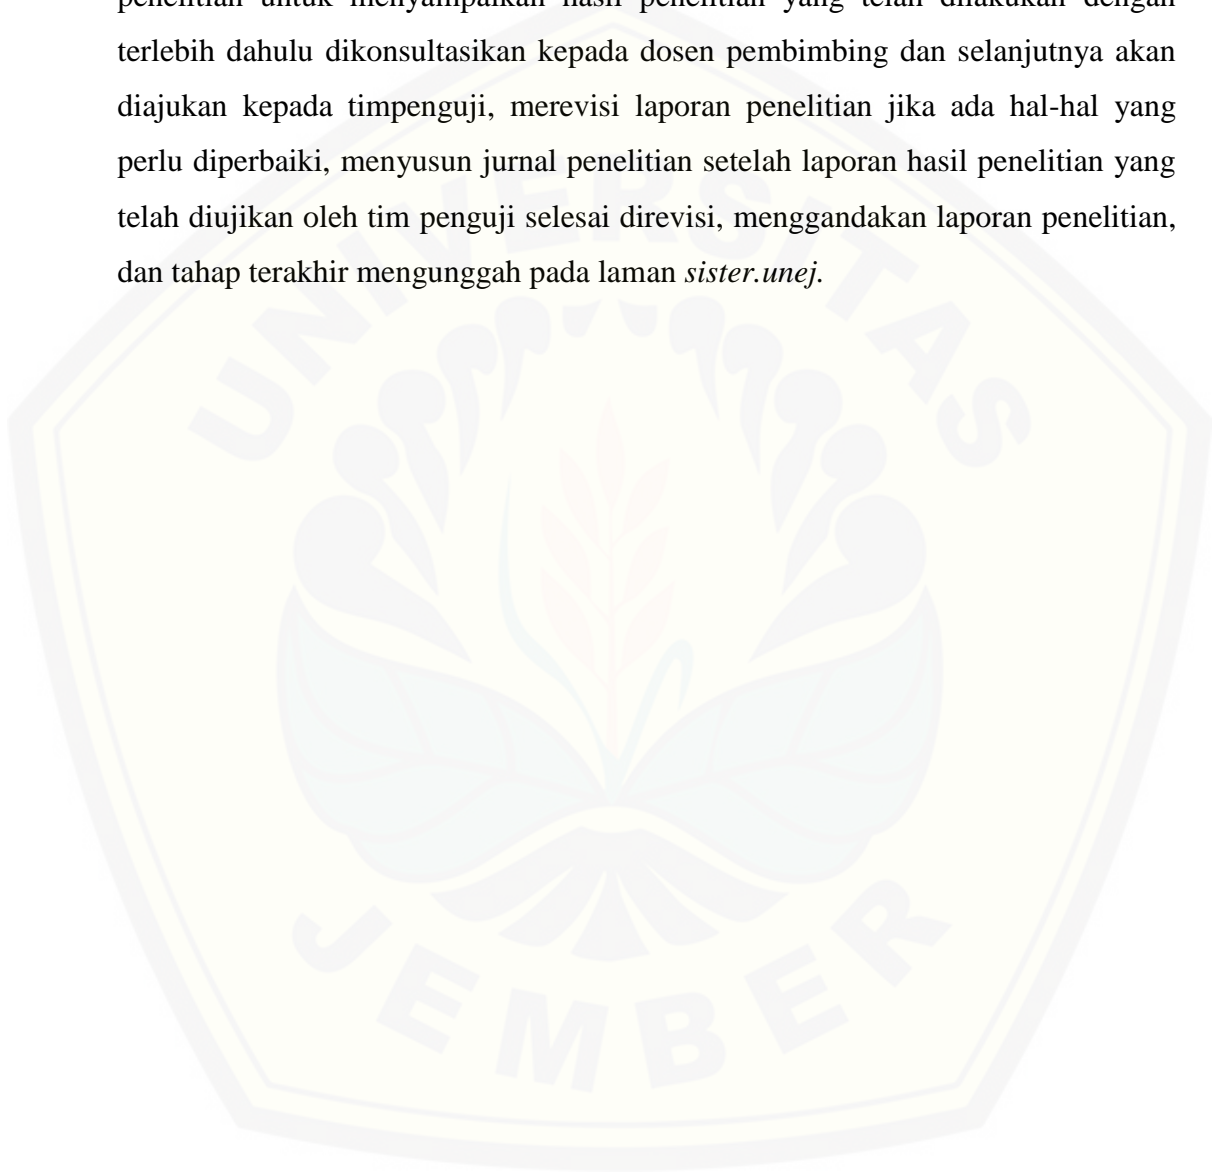 penelitian untuk menyampaikan hasil penelitian yang telah dilakukan dengan
terlebih dahulu dikonsultasikan kepada dosen pembimbing dan selanjutnya akan
diajukan kepada timpenguji, merevisi laporan penelitian jika ada hal-hal yang
perlu diperbaiki, menyusun jurnal penelitian setelah laporan hasil penelitian yang
telah diujikan oleh tim penguji selesai direvisi, menggandakan laporan penelitian,
dan tahap terakhir mengunggah pada laman sister.unej.
UNIVERSITAS
JEMBER